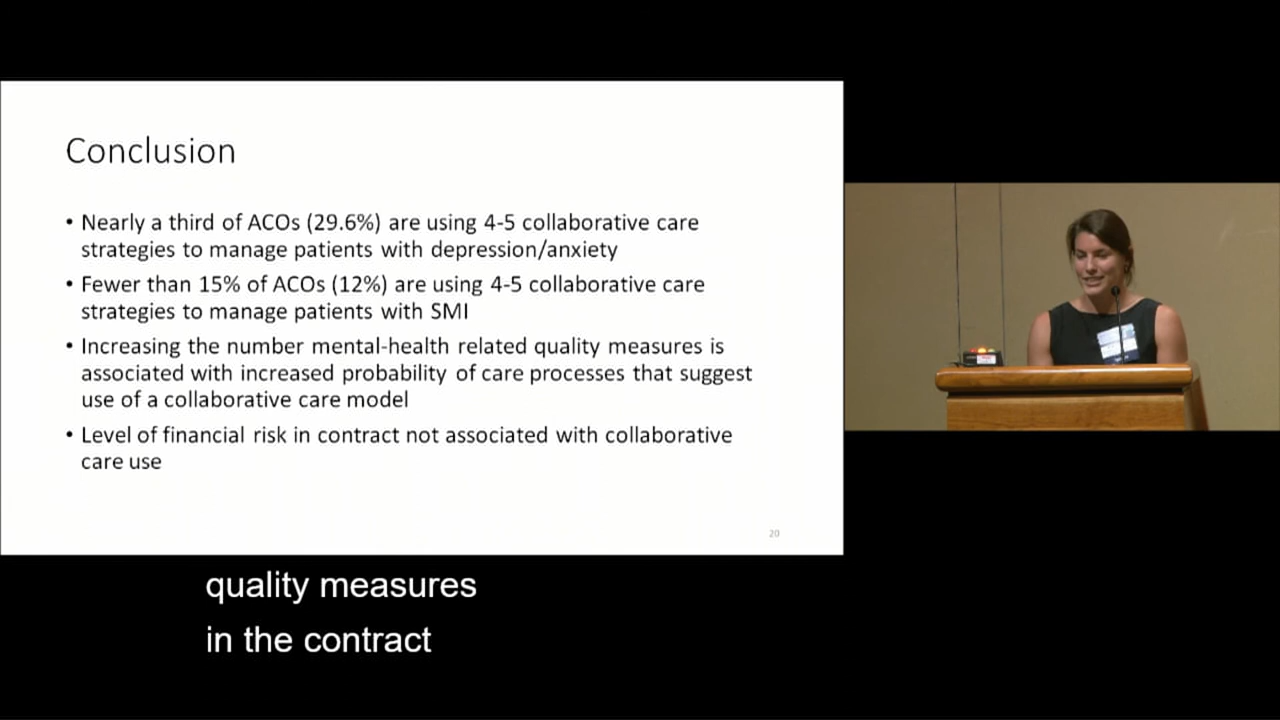 Conclusion
• Nearly a third of ACOs (29.6%) are using 4-5 collaborative care
strategies to manage patients with depression/anxiety
• Fewer than 15% of ACOs (12%) are using 4-5 collaborative care
strategies to manage patients with SMI
• Increasing the number mental-health related quality measures is
associated with increased probability of care processes that suggest
use of a collaborative care model
• Level of financial risk in contract not associated with collaborative
care use
20
quality measures
in the contract